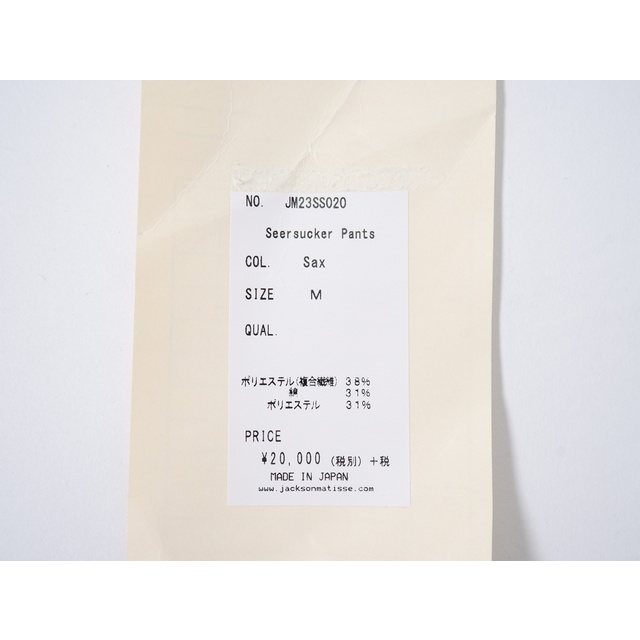 NO. JM23SS020
Seersucker Pants
COL. Sax
SIZE M
QUAL.
ポリエステル(複合繊維) 38%
綿 31%
ポリエステル 31%
PRICE
¥20,000 (税別) +税
MADE IN JAPAN
www.jacksonmatisse.com